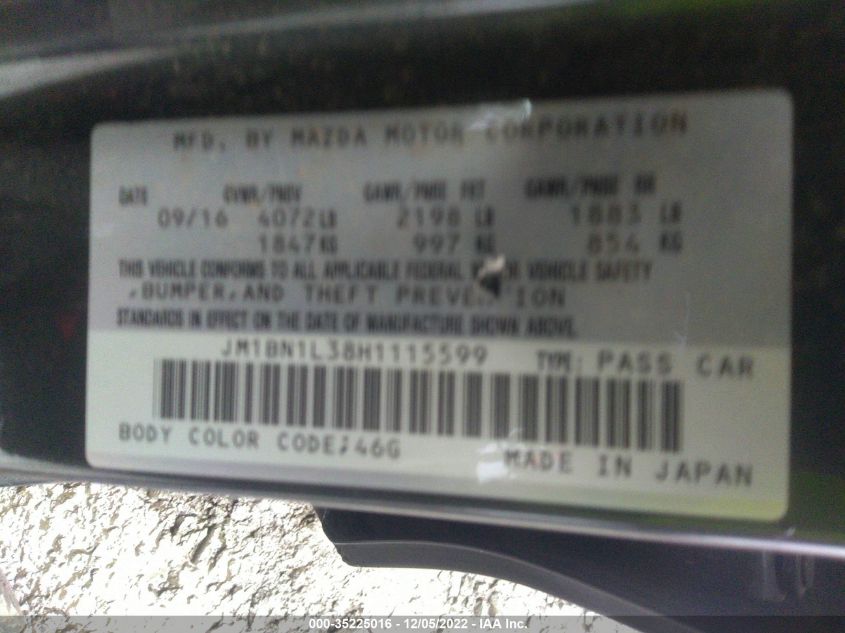 MFD. BY MAZDA MOTOR CORPORATION
DATE GVWR/PNBV GAWR/PNBE FRT GAWR/PNBE RR
09/16 4072LB 2198 LB 1883 LB
1847KG 997 KG 854 KG
THIS VEHICLE CONFORMS TO ALL APPLICABLE FEDERAL VEHICLE SAFETY
,BUMPER,AND THEFT PREVE ION
STANDARDS IN EFFECT ON THE DATE OF MANUFACTURE SHOWN ABOVE.
JM1BN1L38H1115599 TYPE: PASS CAR
BODY COLOR CODE;46G MADE IN JAPAN
000-35225016 - 12/05/2022 - IAA Inc.